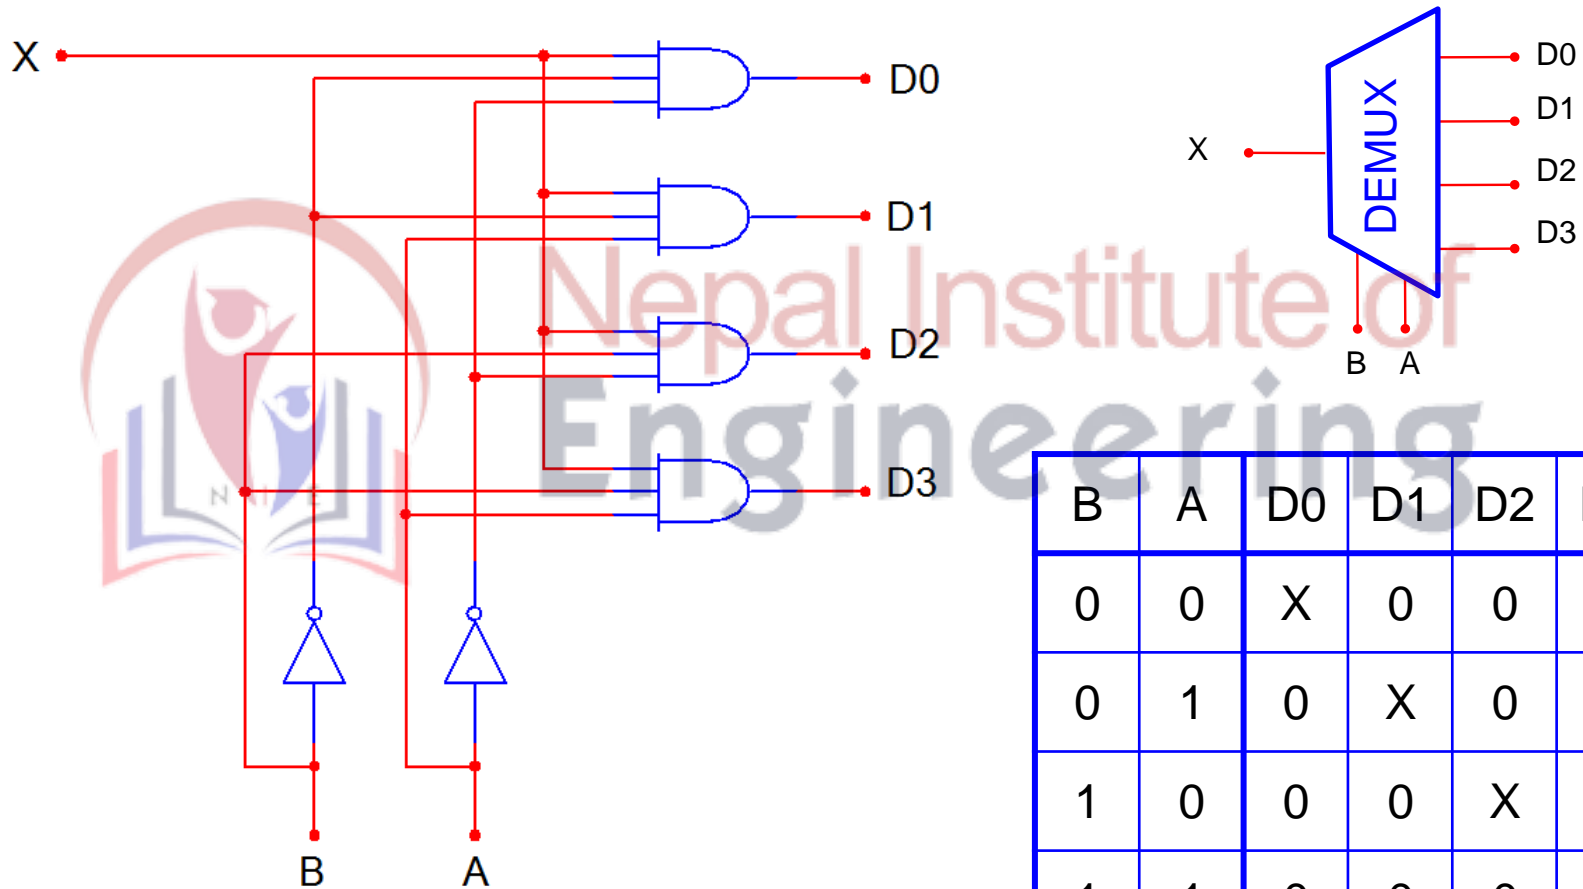 X
D0
D1
D2
D3
B
A
X
DEMUX
D0
D1
D2
D3
B A
Nepal Institute of
Engineering
N I E
B A D0 D1 D2
0 0 X 0 0
0 1 0 X 0
1 0 0 0 X